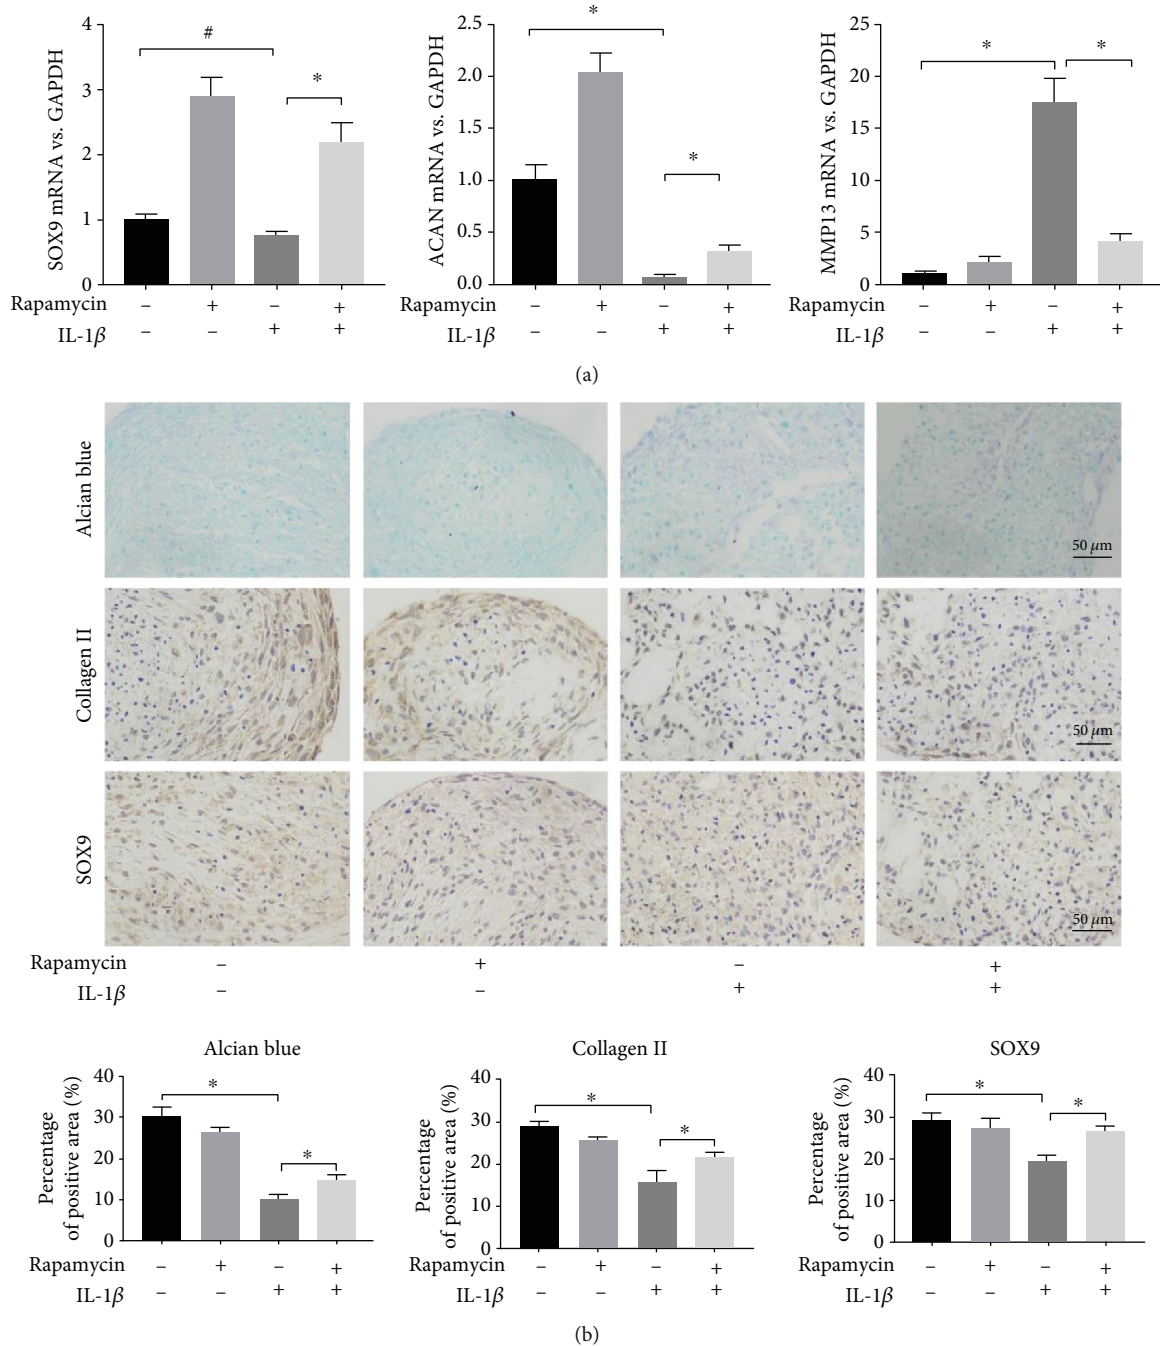 SOX9 mRNA vs. GAPDH
4
3
2
1
0
#
*
Rapamycin − + − +
IL-1β − − + +
ACAN mRNA vs. GAPDH
2.5
2.0
1.5
1.0
0.5
0.0
*
*
Rapamycin − + − +
IL-1β − − + +
MMP13 mRNA vs. GAPDH
25
20
15
10
5
0
*
*
Rapamycin − + − +
IL-1β − − + +
(a)
Alcian blue
50 μm
Collagen II
50 μm
SOX9
50 μm
Rapamycin − + − +
IL-1β − − + +
Alcian blue
Percentage
of positive area (%)
40
30
20
10
0
*
*
Rapamycin − + − +
IL-1β − − + +
Collagen II
Percentage
of positive area (%)
40
30
20
10
0
*
*
Rapamycin − + − +
IL-1β − − + +
SOX9
Percentage
of positive area (%)
40
30
20
10
0
*
*
Rapamycin − + − +
IL-1β − − + +
(b)